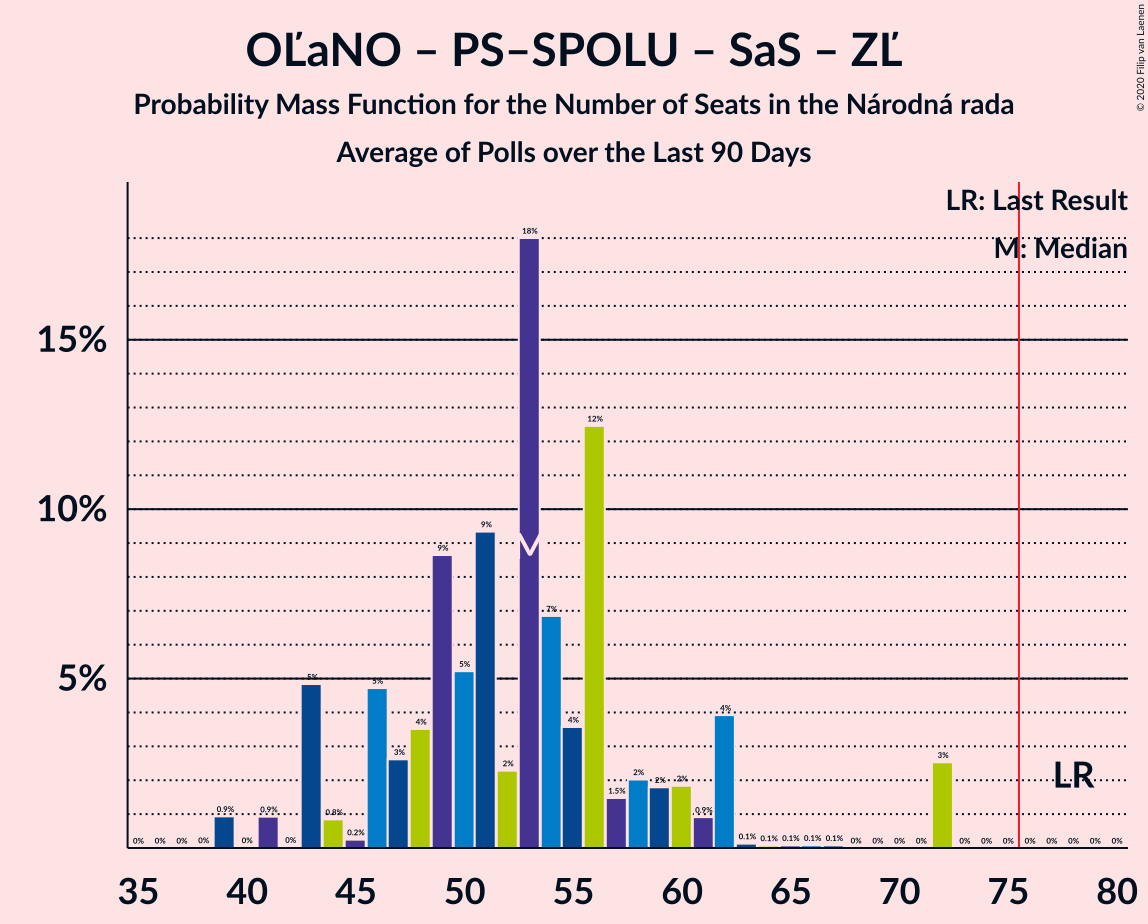 OĽaNO – PS–SPOLU – SaS – ZĽ
Probability Mass Function for the Number of Seats in the Národná rada
Average of Polls over the Last 90 Days
© 2020 Filip van Laenen
LR: Last Result
M: Median
15%
10%
5%
0% 0% 0% 0% 0.9% 0% 0.9% 0% 5% 0.8% 0.2% 5% 3% 4% 9% 5% 9% 2% 18% 7% 4% 12% 1.5% 2% 2% 2% 0.9% 4% 0.1% 0.1% 0.1% 0.1% 0.1% 0% 0% 0% 0% 3% 0% 0% 0% 0% 0% 0% 0% 0%
LR
35 40 45 50 55 60 65 70 75 80